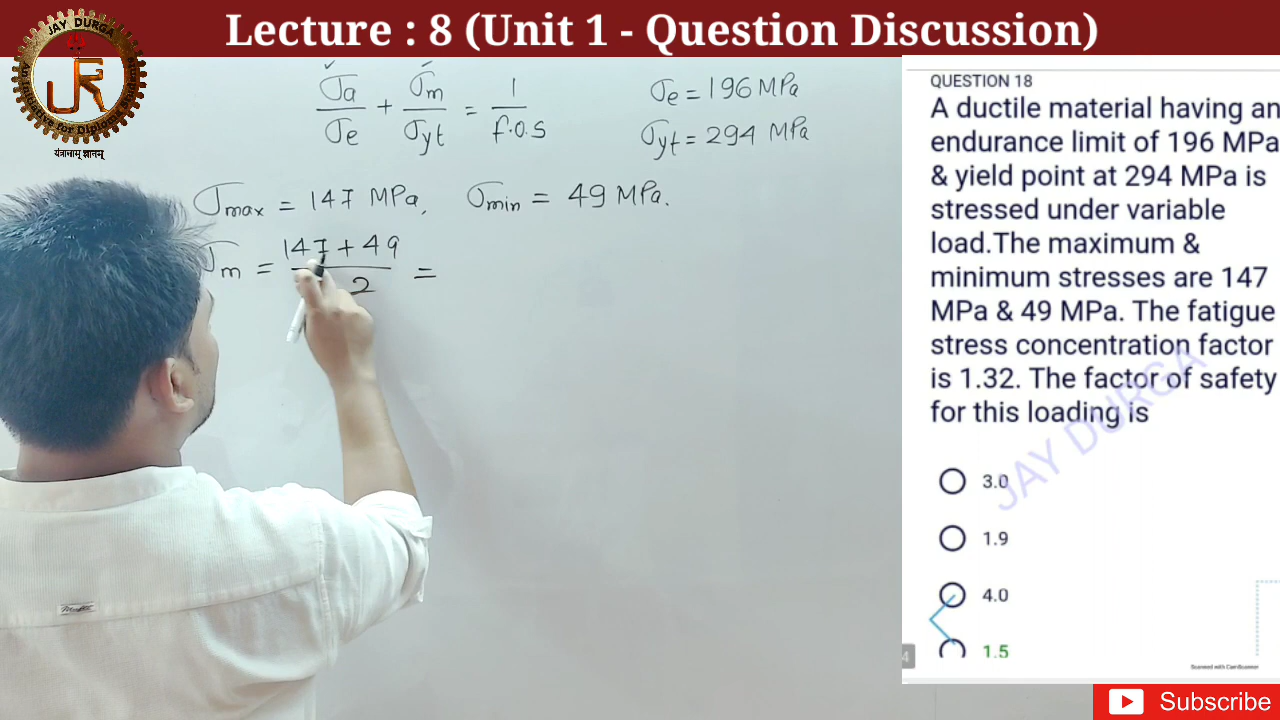 Lecture : 8 (Unit 1 - Question Discussion)
JAY DURGA
यंत्रानाम् ज्ञानम्
σa/σe + σm/σyt = 1/f.o.s
σe = 196 MPa
σyt = 294 MPa
σmax = 147 MPa, σmin = 49 MPa.
σm = 147 + 49 / 2 =
QUESTION 18
A ductile material having an
endurance limit of 196 MPa
& yield point at 294 MPa is
stressed under variable
load.The maximum &
minimum stresses are 147
MPa & 49 MPa. The fatigue
stress concentration factor
is 1.32. The factor of safety
for this loading is
3.0
1.9
4.0
1.5
JAY DURGA
4
Scanned with CamScanner
Subscribe